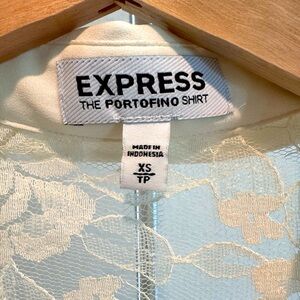 EXPRESS
THE PORTOFINO SHIRT
MADE IN
INDONESIA
XS
TP